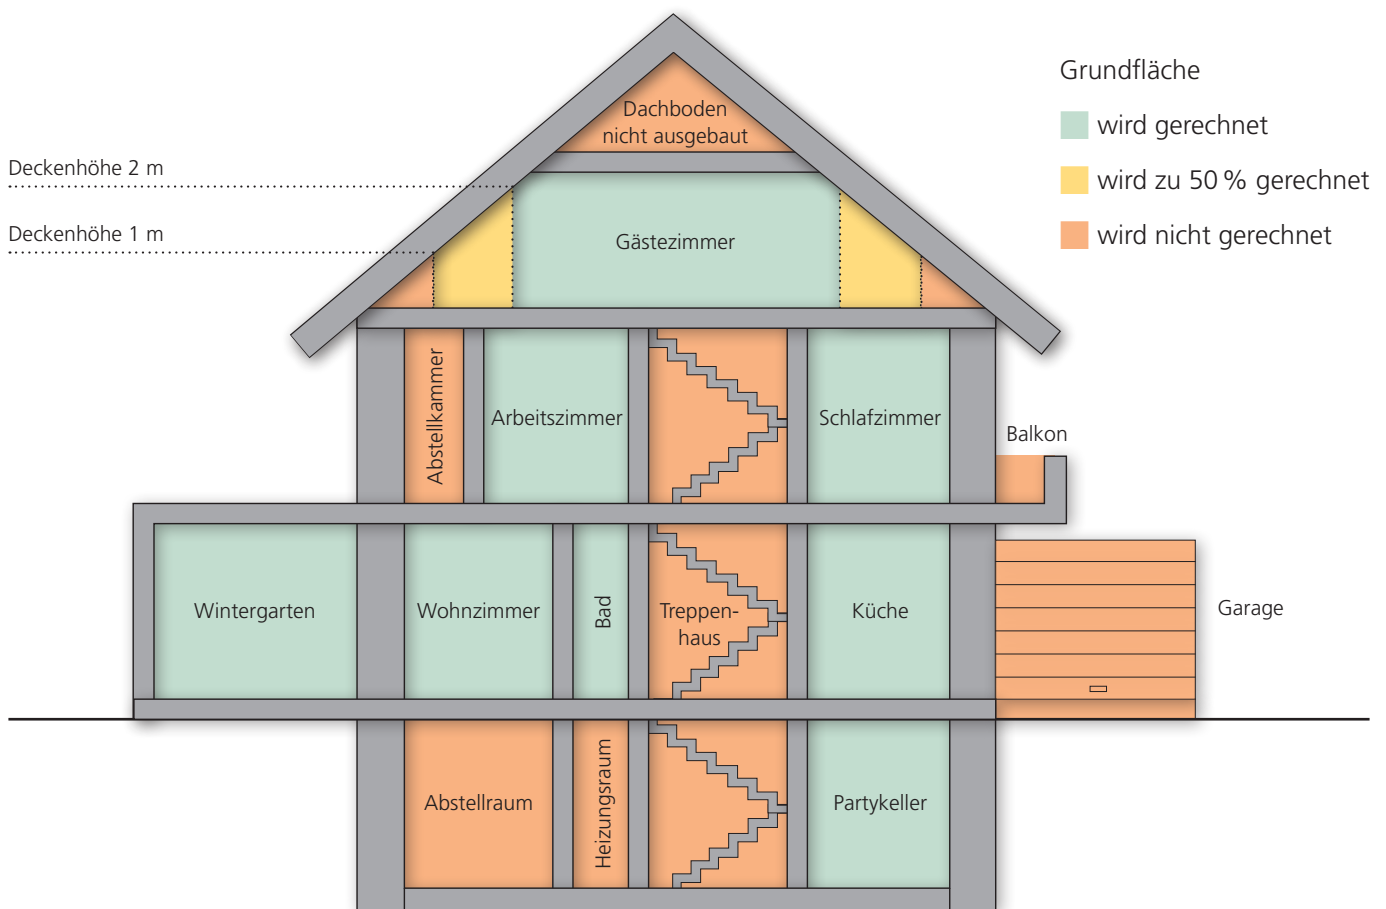 Grundfläche
wird gerechnet
wird zu 50 % gerechnet
wird nicht gerechnet
Dachboden
nicht ausgebaut
Deckenhöhe 2 m
Deckenhöhe 1 m
Gästezimmer
Abstellkammer
Arbeitszimmer
Schlafzimmer
Balkon
Wintergarten
Wohnzimmer
Bad
Treppen-
haus
Küche
Garage
Abstellraum
Heizungsraum
Partykeller